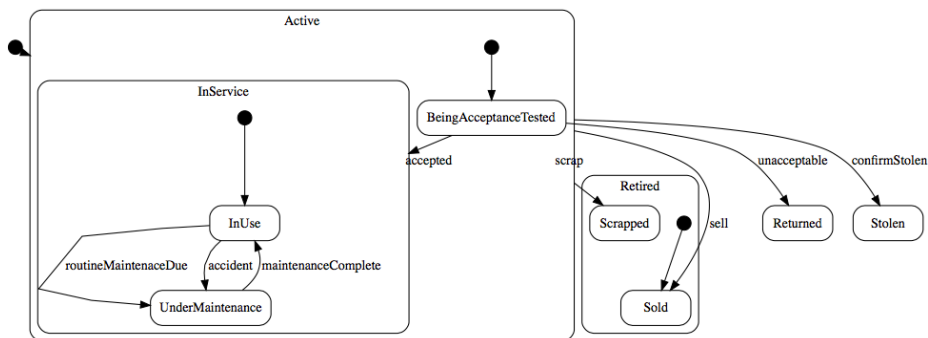 Active
InService
BeingAcceptanceTested
accepted
scrap
unacceptable
confirmStolen
Retired
InUse
Scrapped
sell
Returned
Stolen
routineMaintenaceDue
accident
maintenanceComplete
UnderMaintenance
Sold